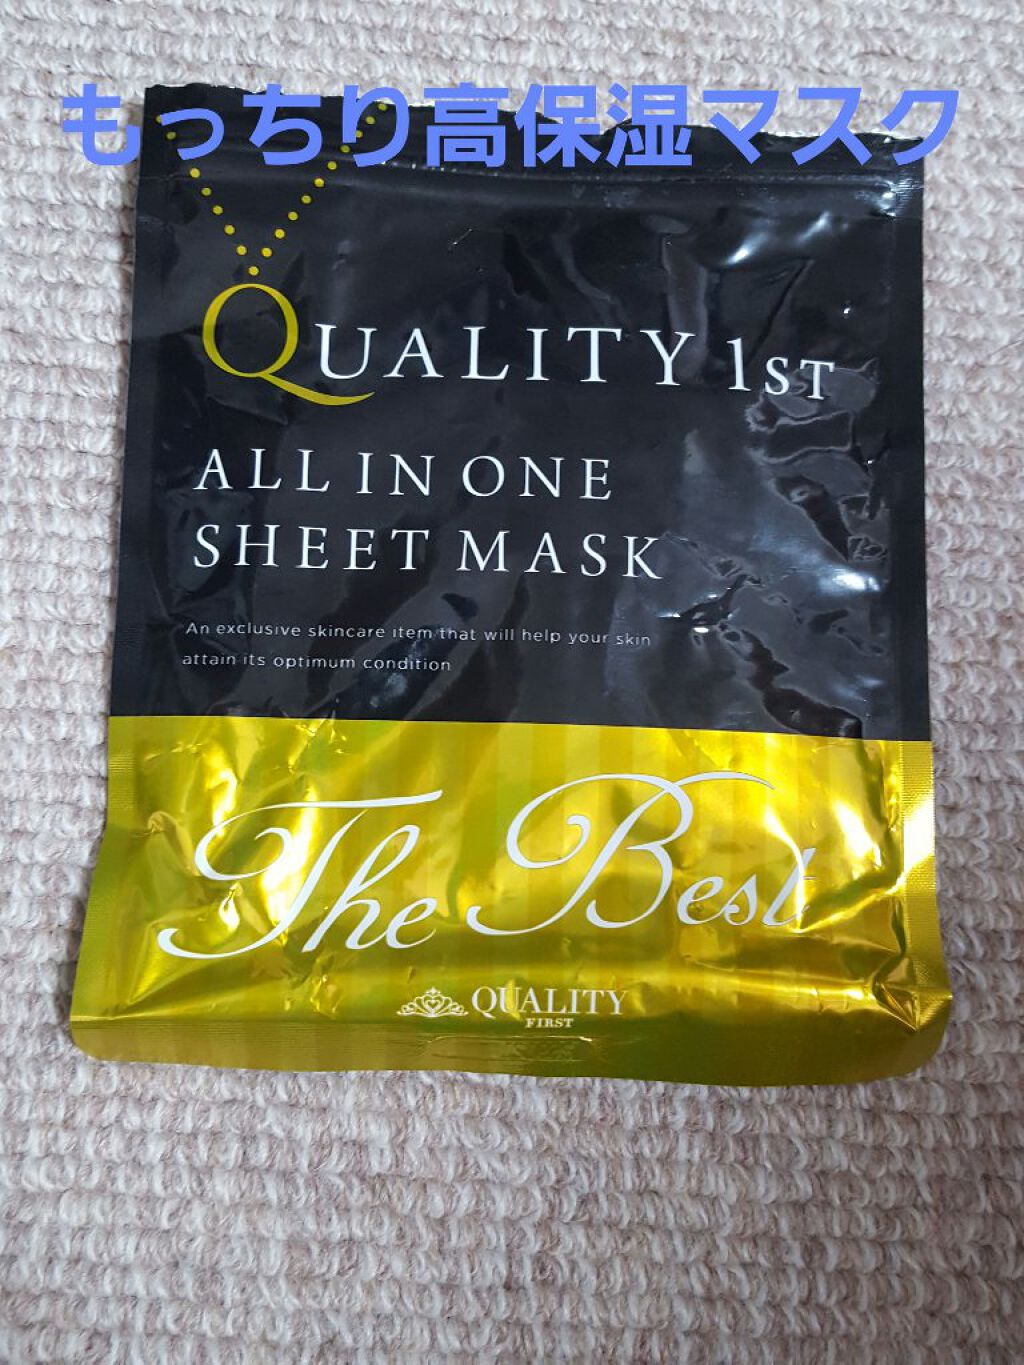 もっちり高保湿マスク
QUALITY 1ST
ALL IN ONE
SHEET MASK
An exclusive skincare item that will help your skin
attain its optimum condition
The Best
QUALITY
FIRST